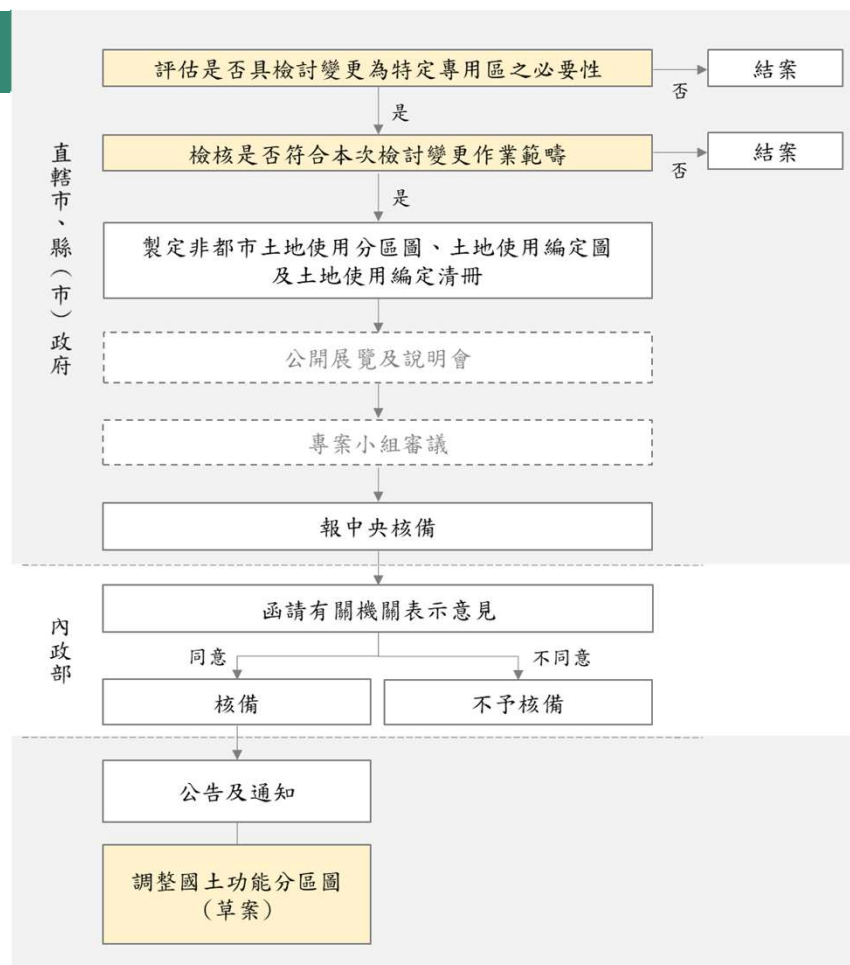 評估是否具檢討變更為特定專用區之必要性
否
結案
是
直轄市、縣（市）政府
檢核是否符合本次檢討變更作業範疇
否
結案
是
製定非都市土地使用分區圖、土地使用編定圖
及土地使用編定清冊
公開展覽及說明會
專案小組審議
報中央核備
內政部
函請有關機關表示意見
同意
不同意
核備
不予核備
公告及通知
調整國土功能分區圖
（草案）